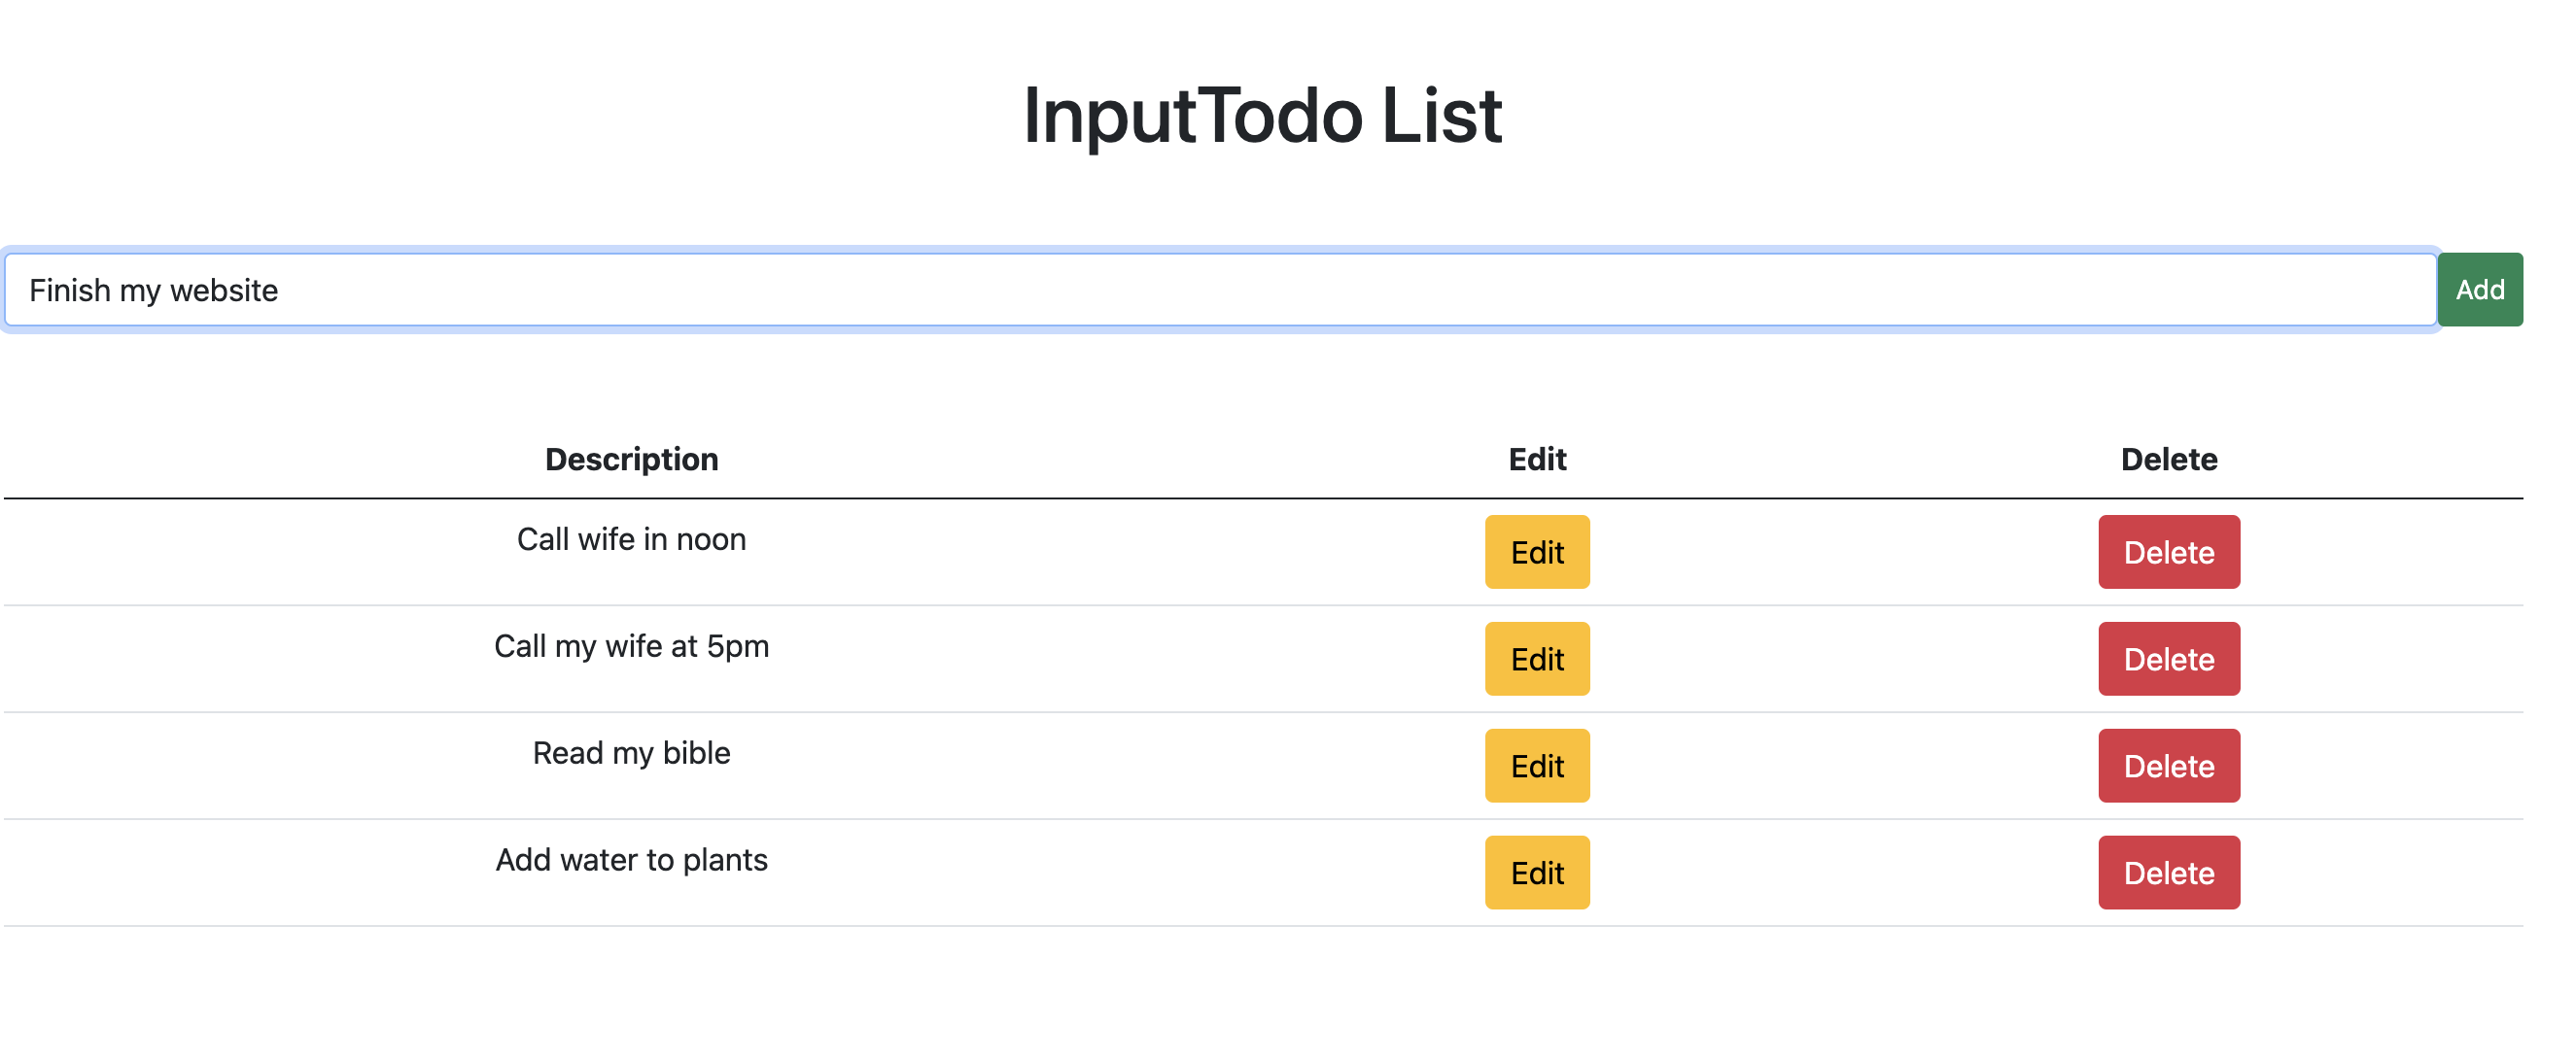 InputTodo List
Finish my website Add
Description Edit Delete
Call wife in noon Edit Delete
Call my wife at 5pm Edit Delete
Read my bible Edit Delete
Add water to plants Edit Delete